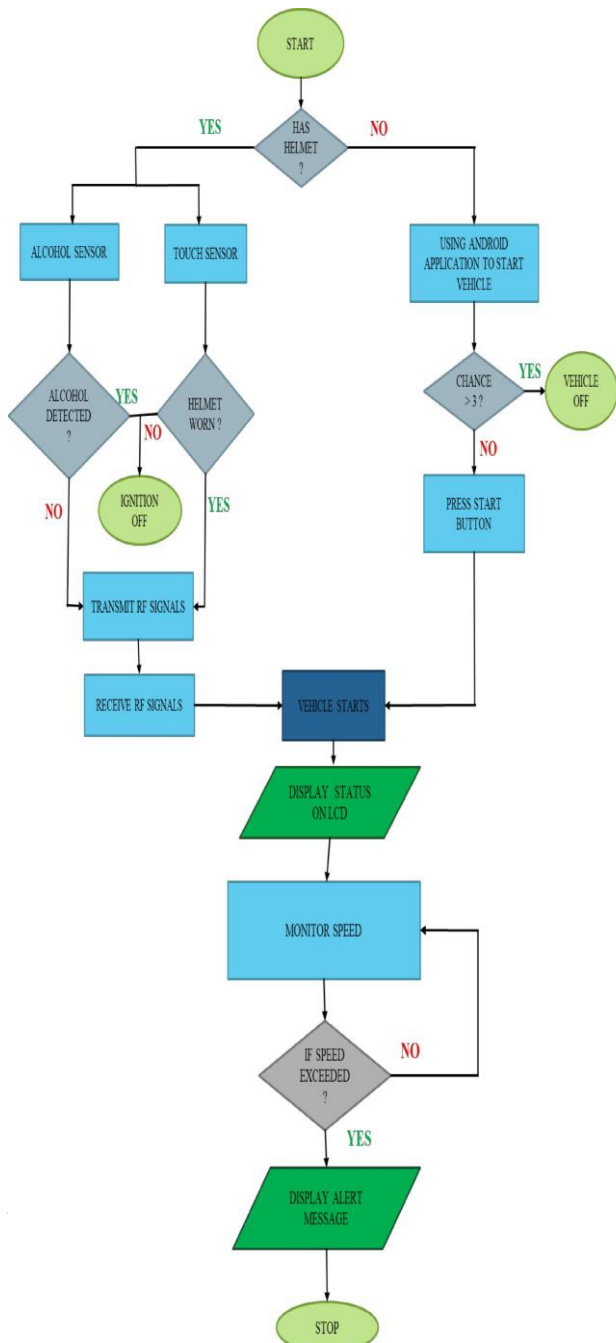 START
YES
HAS
HELMET
?
NO
ALCOHOL SENSOR
TOUCH SENSOR
USING ANDROID
APPLICATION TO START
VEHICLE
ALCOHOL
DETECTED
?
YES
NO
HELMET
WORN ?
CHANCE
> 3 ?
YES
VEHICLE
OFF
NO
IGNITION
OFF
YES
NO
PRESS START
BUTTON
TRANSMIT RF SIGNALS
RECEIVE RF SIGNALS
VEHICLE STARTS
DISPLAY STATUS
ON LCD
MONITOR SPEED
IF SPEED
EXCEEDED
?
NO
YES
DISPLAY ALERT
MESSAGE
STOP